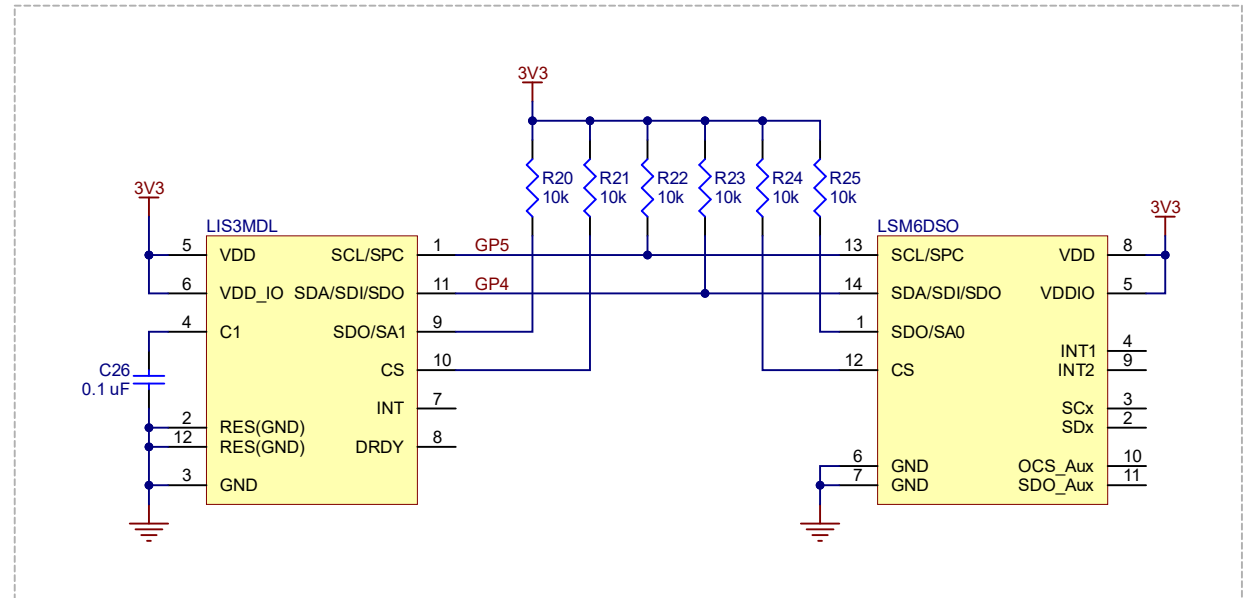 3V3
R20
10k
R21
10k
R22
10k
R23
10k
R24
10k
R25
10k
3V3
LIS3MDL
5 VDD SCL/SPC 1 GP5
6 VDD_IO SDA/SDI/SDO 11 GP4
4 C1 SDO/SA1 9
CS 10
C26
0.1 uF
INT 7
2 RES(GND)
12 RES(GND) DRDY 8
3 GND
3V3
LSM6DSO
13 SCL/SPC VDD 8
14 SDA/SDI/SDO VDDIO 5
1 SDO/SA0
INT1 4
12 CS INT2 9
SCx 3
SDx 2
6 GND OCS_Aux 10
7 GND SDO_Aux 11